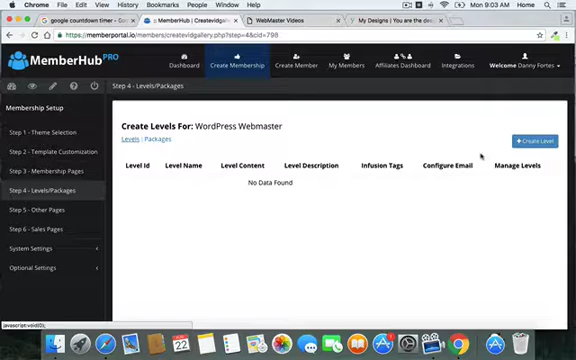 Chrome File Edit View History Bookmarks People Window Help
Mon 9:03 AM Home
google countdown timer
MemberHub | Createvidgaller
WebMaster Videos
My Designs | You are the de
https://memberportal.io/members/createvidgallery.php?step=4&cid=798
MemberHub PRO
Dashboard
Create Membership
Create Member
My Members
Affiliates Dashboard
Integrations
Welcome Danny Fortes
Step 4 - Levels/Packages
Membership Setup
Step 1 - Theme Selection
Step 2 - Template Customization
Step 3 - Membership Pages
Step 4 - Levels/Packages
Step 5 - Other Pages
Step 6 - Sales Pages
System Settings
Optional Settings
Create Levels For: WordPress Webmaster
Levels | Packages
+ Create Level
Level Id Level Name Level Content Level Description Infusion Tags Configure Email Manage Levels
No Data Found
javascript:void(0);
22